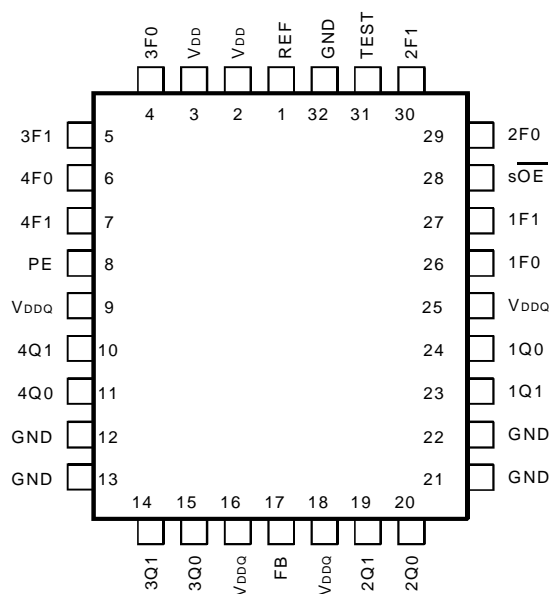 3F0 VDD VDD REF GND TEST 2F1
4 3 2 1 32 31 30
3F1 5 29 2F0
4F0 6 28 sOE
4F1 7 27 1F1
PE 8 26 1F0
VDDQ 9 25 VDDQ
4Q1 10 24 1Q0
4Q0 11 23 1Q1
GND 12 22 GND
GND 13 21 GND
14 15 16 17 18 19 20
3Q1 3Q0 VDDQ FB VDDQ 2Q1 2Q0